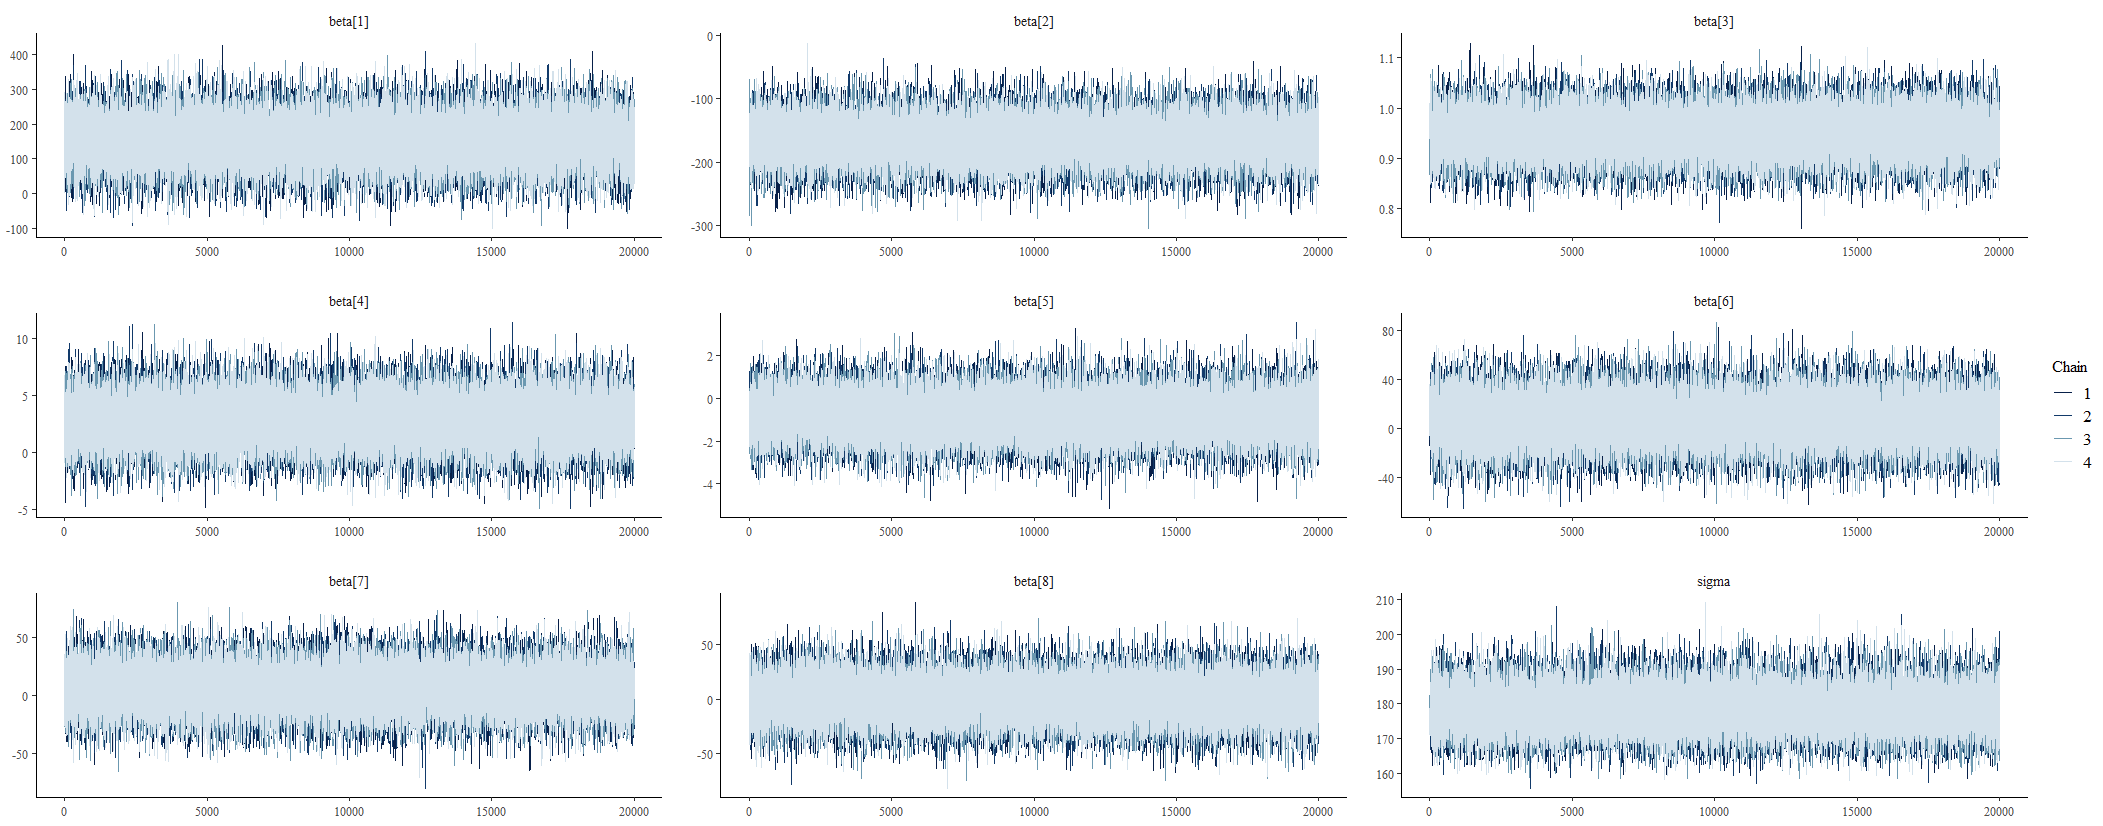 beta[1]
400
300
200
100
0
-100
0 5000 10000 15000 20000
beta[2]
0
-100
-200
-300
0 5000 10000 15000 20000
beta[3]
1.1
1.0
0.9
0.8
0 5000 10000 15000 20000
beta[4]
10
5
0
-5
0 5000 10000 15000 20000
beta[5]
2
0
-2
-4
0 5000 10000 15000 20000
beta[6]
80
40
0
-40
0 5000 10000 15000 20000
beta[7]
50
0
-50
0 5000 10000 15000 20000
beta[8]
50
0
-50
0 5000 10000 15000 20000
sigma
210
200
190
180
170
160
0 5000 10000 15000 20000
Chain
1
2
3
4